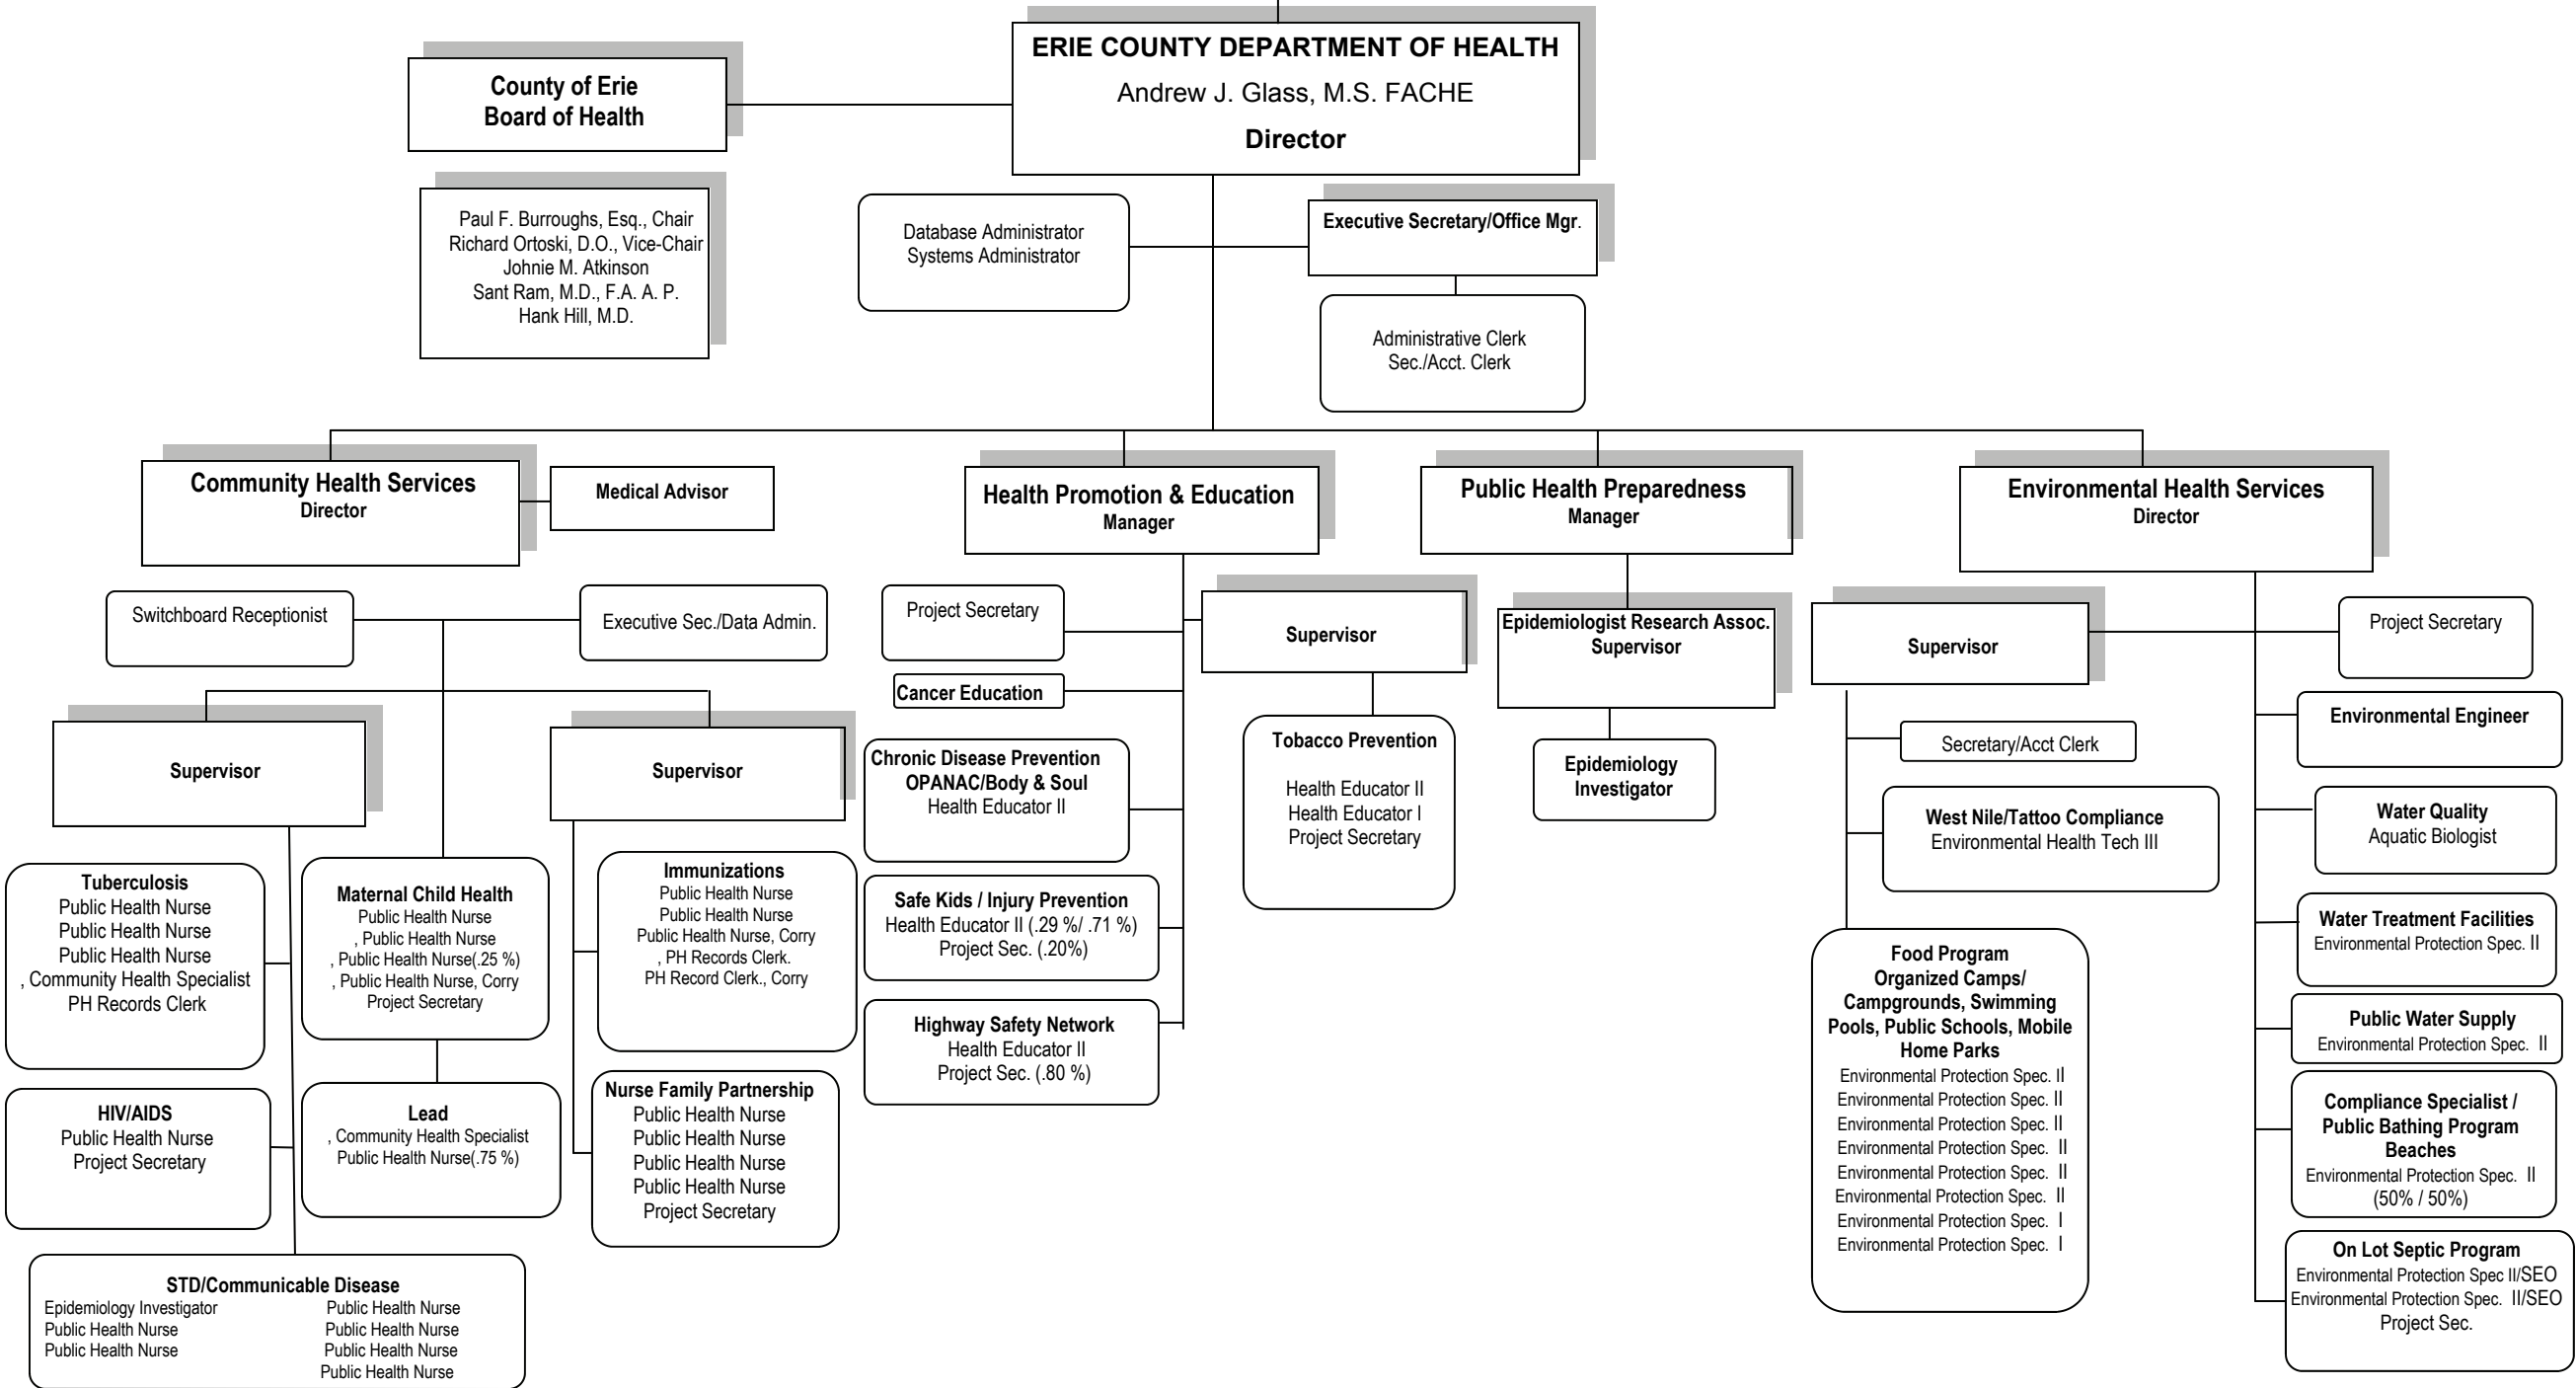 ERIE COUNTY DEPARTMENT OF HEALTH
Andrew J. Glass, M.S. FACHE
Director
County of Erie
Board of Health
Paul F. Burroughs, Esq., Chair
Richard Ortoski, D.O., Vice-Chair
Johnie M. Atkinson
Sant Ram, M.D., F.A. A. P.
Hank Hill, M.D.
Database Administrator
Systems Administrator
Executive Secretary/Office Mgr.
Administrative Clerk
Sec./Acct. Clerk
Community Health Services
Director
Medical Advisor
Health Promotion & Education
Manager
Public Health Preparedness
Manager
Environmental Health Services
Director
Switchboard Receptionist
Executive Sec./Data Admin.
Supervisor
Tuberculosis
Public Health Nurse
Public Health Nurse
Public Health Nurse
, Community Health Specialist
PH Records Clerk
HIV/AIDS
Public Health Nurse
Project Secretary
STD/Communicable Disease
Epidemiology Investigator
Public Health Nurse
Public Health Nurse
Public Health Nurse
Public Health Nurse
Public Health Nurse
Public Health Nurse
Maternal Child Health
Public Health Nurse
, Public Health Nurse
, Public Health Nurse(.25 %)
, Public Health Nurse, Corry
Project Secretary
Lead
, Community Health Specialist
Public Health Nurse(.75 %)
Supervisor
Immunizations
Public Health Nurse
Public Health Nurse
Public Health Nurse, Corry
, PH Records Clerk.
PH Record Clerk., Corry
Nurse Family Partnership
Public Health Nurse
Public Health Nurse
Public Health Nurse
Public Health Nurse
Project Secretary
Project Secretary
Cancer Education
Chronic Disease Prevention
OPANAC/Body & Soul
Health Educator II
Safe Kids / Injury Prevention
Health Educator II (.29 %/ .71 %)
Project Sec. (.20%)
Highway Safety Network
Health Educator II
Project Sec. (.80 %)
Supervisor
Tobacco Prevention
Health Educator II
Health Educator I
Project Secretary
Epidemiologist Research Assoc.
Supervisor
Epidemiology
Investigator
Supervisor
Secretary/Acct Clerk
West Nile/Tattoo Compliance
Environmental Health Tech III
Food Program
Organized Camps/
Campgrounds, Swimming
Pools, Public Schools, Mobile
Home Parks
Environmental Protection Spec. II
Environmental Protection Spec. II
Environmental Protection Spec. II
Environmental Protection Spec. II
Environmental Protection Spec. II
Environmental Protection Spec. II
Environmental Protection Spec. I
Environmental Protection Spec. I
Project Secretary
Environmental Engineer
Water Quality
Aquatic Biologist
Water Treatment Facilities
Environmental Protection Spec. II
Public Water Supply
Environmental Protection Spec. II
Compliance Specialist /
Public Bathing Program
Beaches
Environmental Protection Spec. II
(50% / 50%)
On Lot Septic Program
Environmental Protection Spec II/SEO
Environmental Protection Spec. II/SEO
Project Sec.